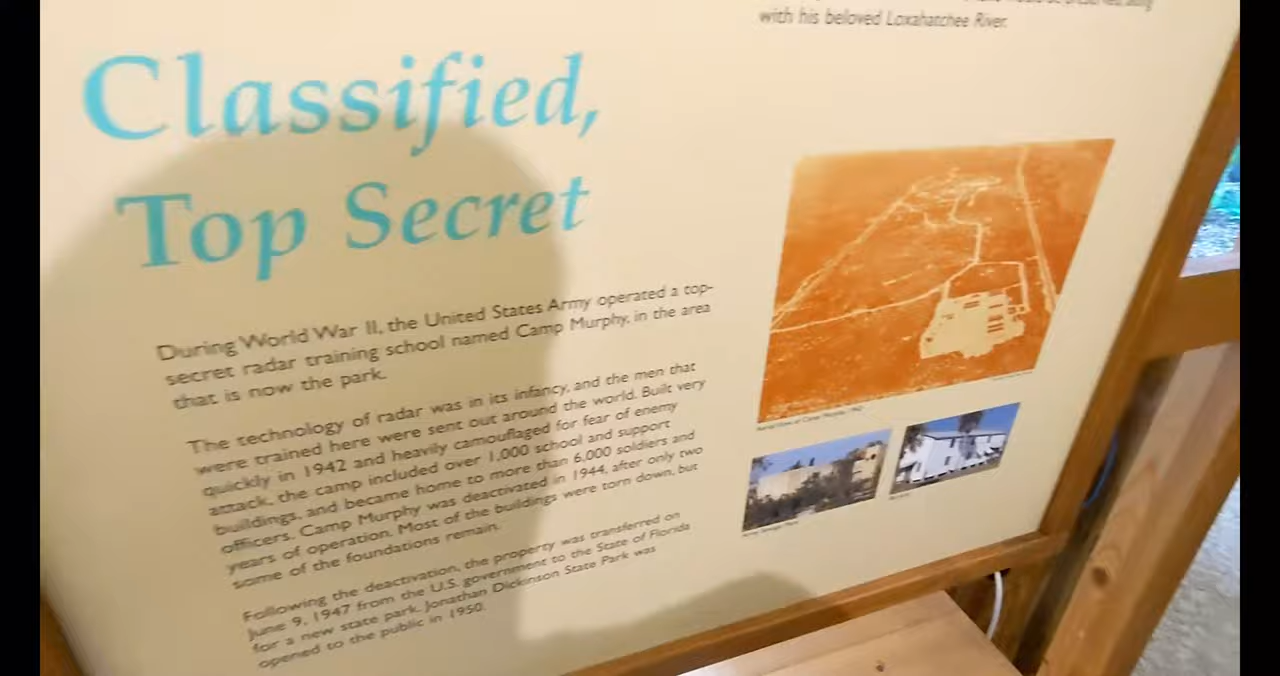 Classified,
Top Secret
During World War II, the United States Army operated a top-
secret radar training school named Camp Murphy, in the area
that is now the park.
The technology of radar was in its infancy, and the men that
were trained here were sent out around the world. Built very
quickly in 1942 and heavily camouflaged for fear of enemy
attack, the camp included over 1,000 school and support
buildings, and became home to more than 6,000 soldiers and
officers. Camp Murphy was deactivated in 1944, after only two
years of operation. Most of the buildings were torn down, but
some of the foundations remain.
Following the deactivation, the property was transferred on
June 9, 1947 from the U.S. government to the State of Florida
for a new state park. Jonathan Dickinson State Park was
opened to the public in 1950.
with his beloved Loxahatchee River.
Aerial view of Camp Murphy, 1942